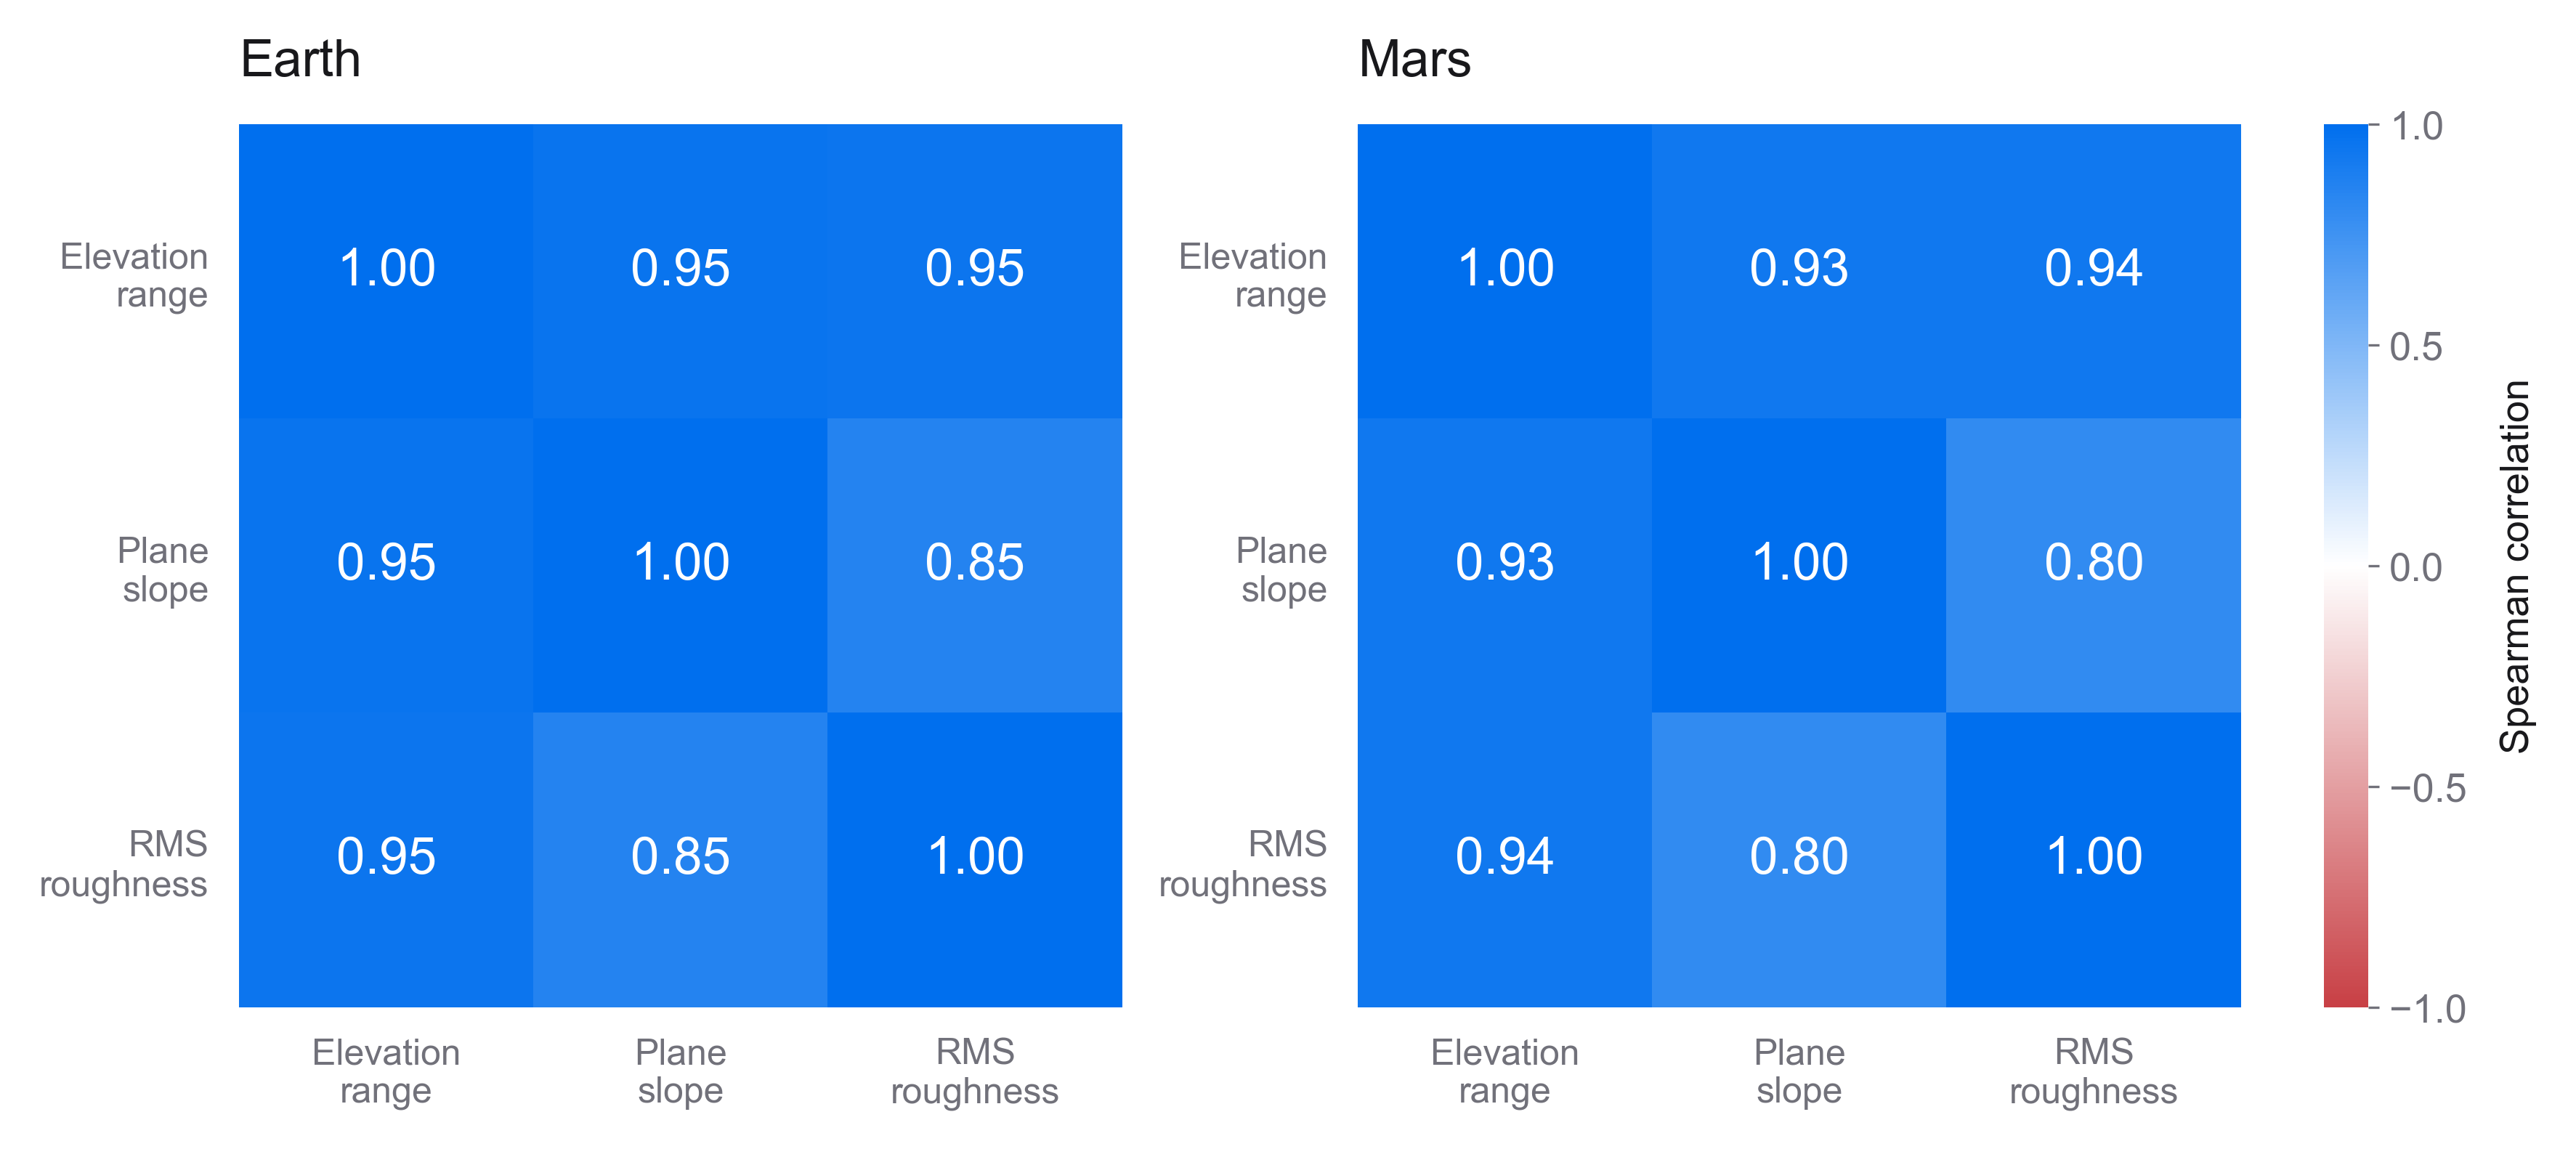 Earth
Elevation
range
1.00
0.95
0.95
Plane
slope
0.95
1.00
0.85
RMS
roughness
0.95
0.85
1.00
Elevation
range
Plane
slope
RMS
roughness
Mars
Elevation
range
1.00
0.93
0.94
Plane
slope
0.93
1.00
0.80
RMS
roughness
0.94
0.80
1.00
Elevation
range
Plane
slope
RMS
roughness
1.0
0.5
0.0
−0.5
−1.0
Spearman correlation